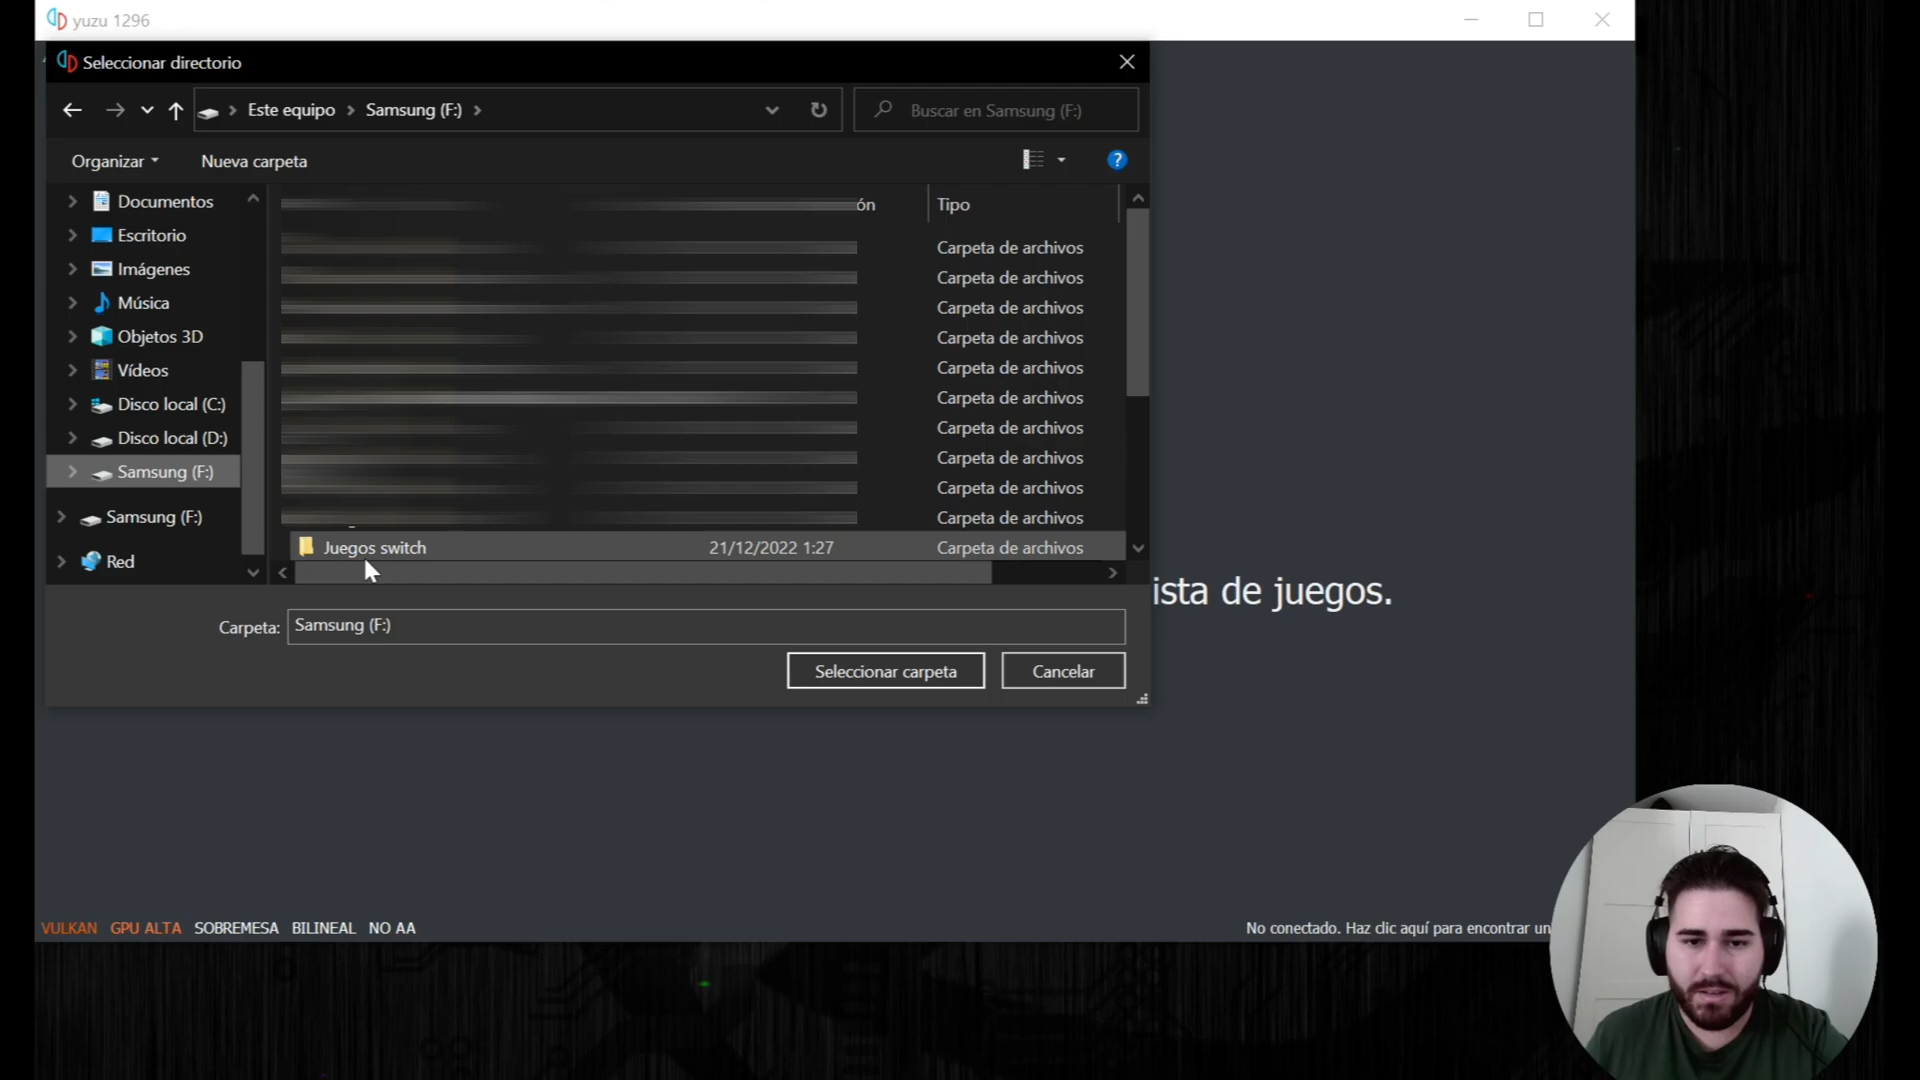 yuzu 1296
Seleccionar directorio
Este equipo
Samsung (F:)
Buscar en Samsung (F:)
Organizar
Nueva carpeta
?
Documentos
Escritorio
Imágenes
Música
Objetos 3D
Vídeos
Disco local (C:)
Disco local (D:)
Samsung (F:)
Samsung (F:)
Red
ón
Tipo
Carpeta de archivos
Carpeta de archivos
Carpeta de archivos
Carpeta de archivos
Carpeta de archivos
Carpeta de archivos
Carpeta de archivos
Carpeta de archivos
Carpeta de archivos
Carpeta de archivos
Juegos switch 21/12/2022 1:27 Carpeta de archivos
Carpeta: Samsung (F:)
Seleccionar carpeta
Cancelar
ista de juegos.
VULKAN GPU ALTA SOBREMESA BILINEAL NO AA
No conectado. Haz clic aquí para encontrar un